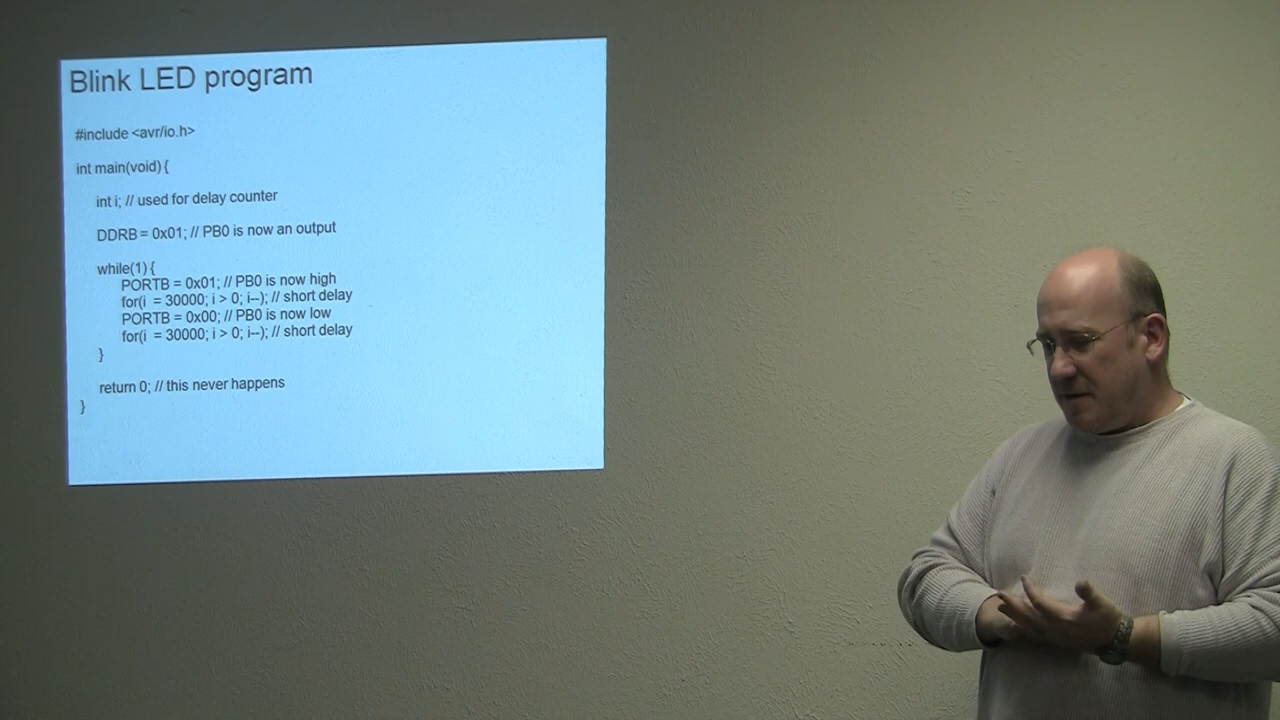 Blink LED program
#include <avr/io.h>
int main(void) {
int i; // used for delay counter
DDRB = 0x01; // PB0 is now an output
while(1) {
PORTB = 0x01; // PB0 is now high
for(i = 30000; i > 0; i--); // short delay
PORTB = 0x00; // PB0 is now low
for(i = 30000; i > 0; i--); // short delay
}
return 0; // this never happens
}